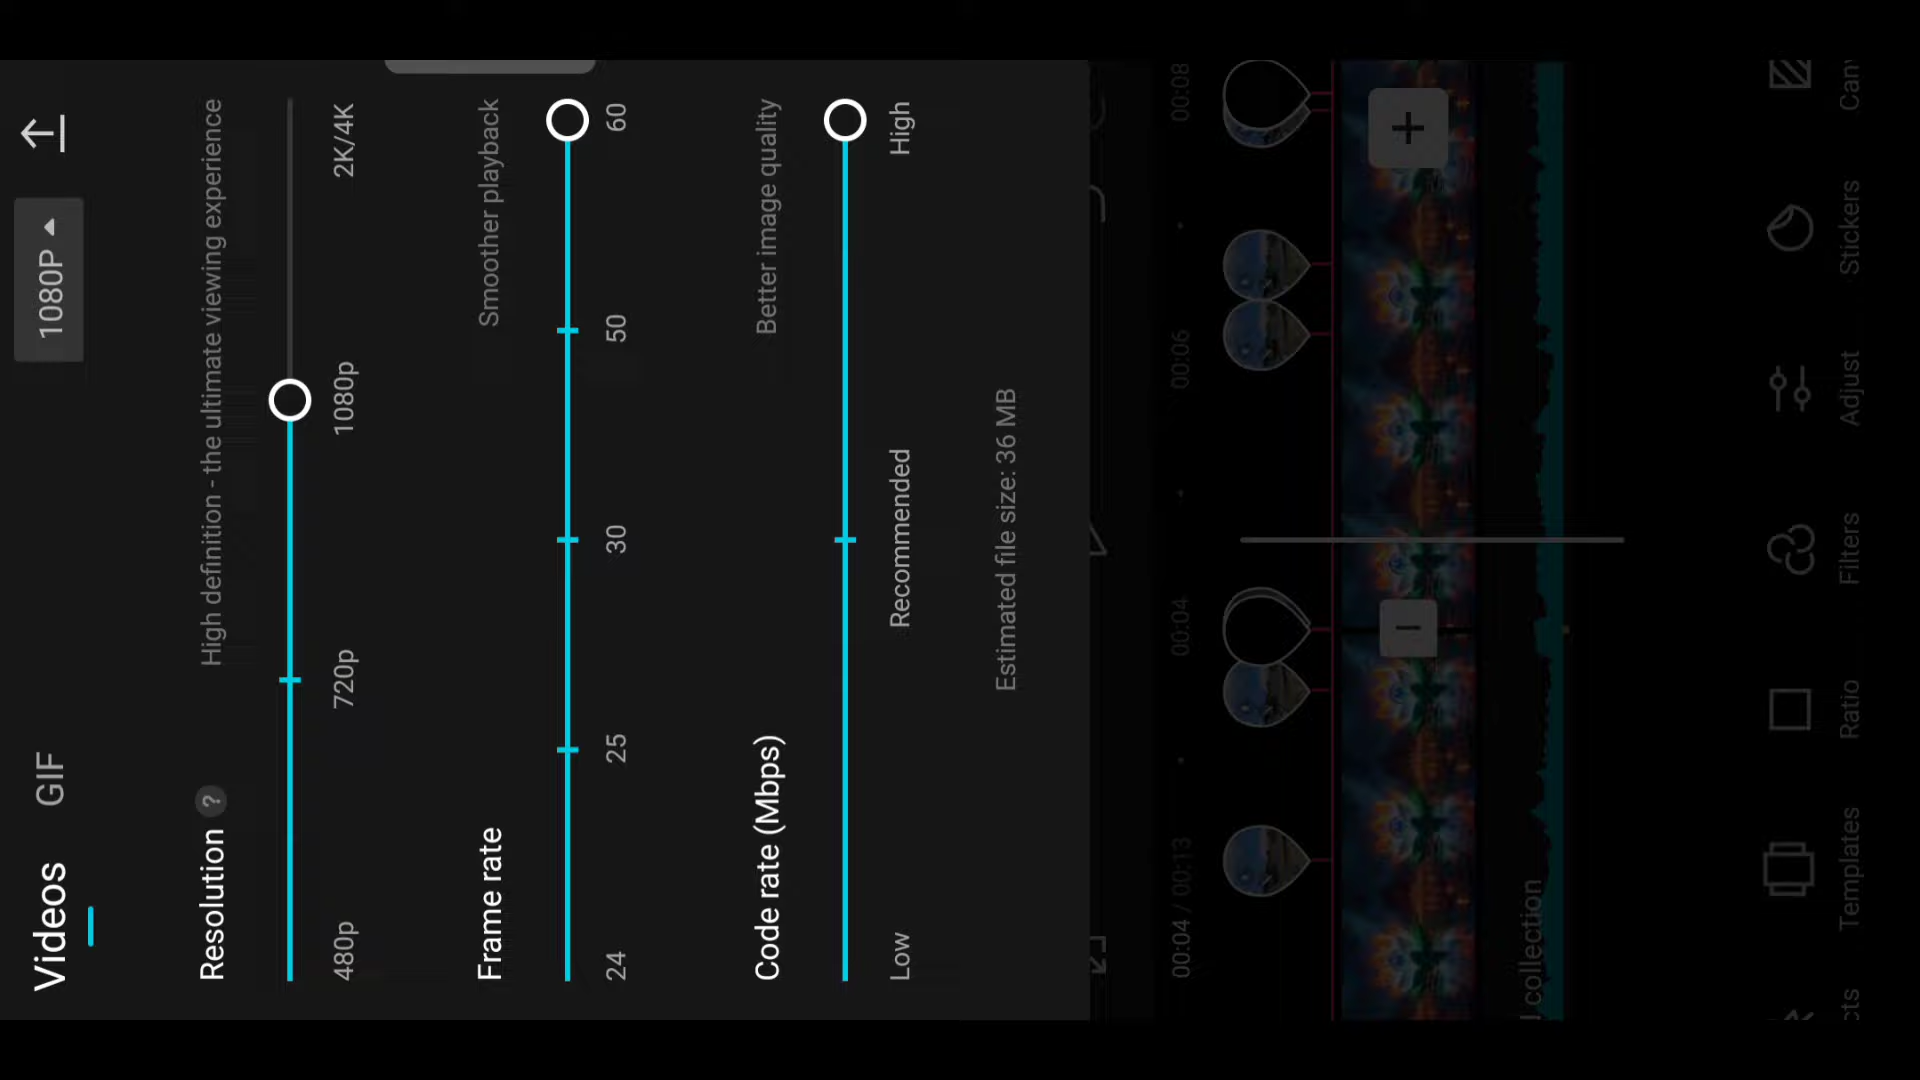 Videos GIF 1080P
Resolution ? High definition - the ultimate viewing experience
480p 720p 1080p 2K/4K
Frame rate Smoother playback
24 25 30 50 60
Code rate (Mbps) Better image quality
Low Recommended High
Estimated file size: 36 MB
00:04 / 00:13 00:04 00:06 00:08
collection
Templates Ratio Filters Adjust Stickers